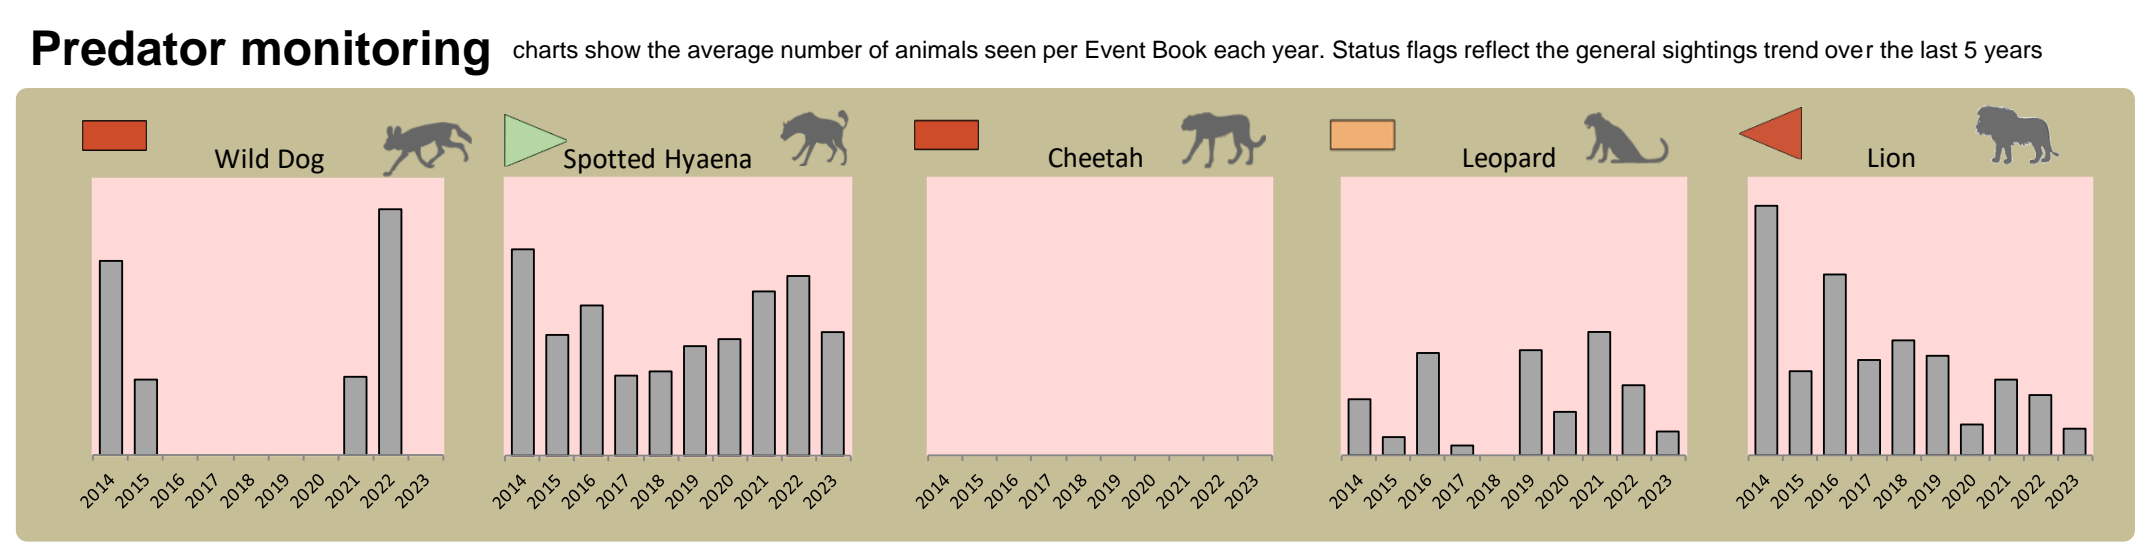 Predator monitoring charts show the average number of animals seen per Event Book each year. Status flags reflect the general sightings trend over the last 5 years
Wild Dog
2014 2015 2016 2017 2018 2019 2020 2021 2022 2023
Spotted Hyaena
2014 2015 2016 2017 2018 2019 2020 2021 2022 2023
Cheetah
2014 2015 2016 2017 2018 2019 2020 2021 2022 2023
Leopard
2014 2015 2016 2017 2018 2019 2020 2021 2022 2023
Lion
2014 2015 2016 2017 2018 2019 2020 2021 2022 2023